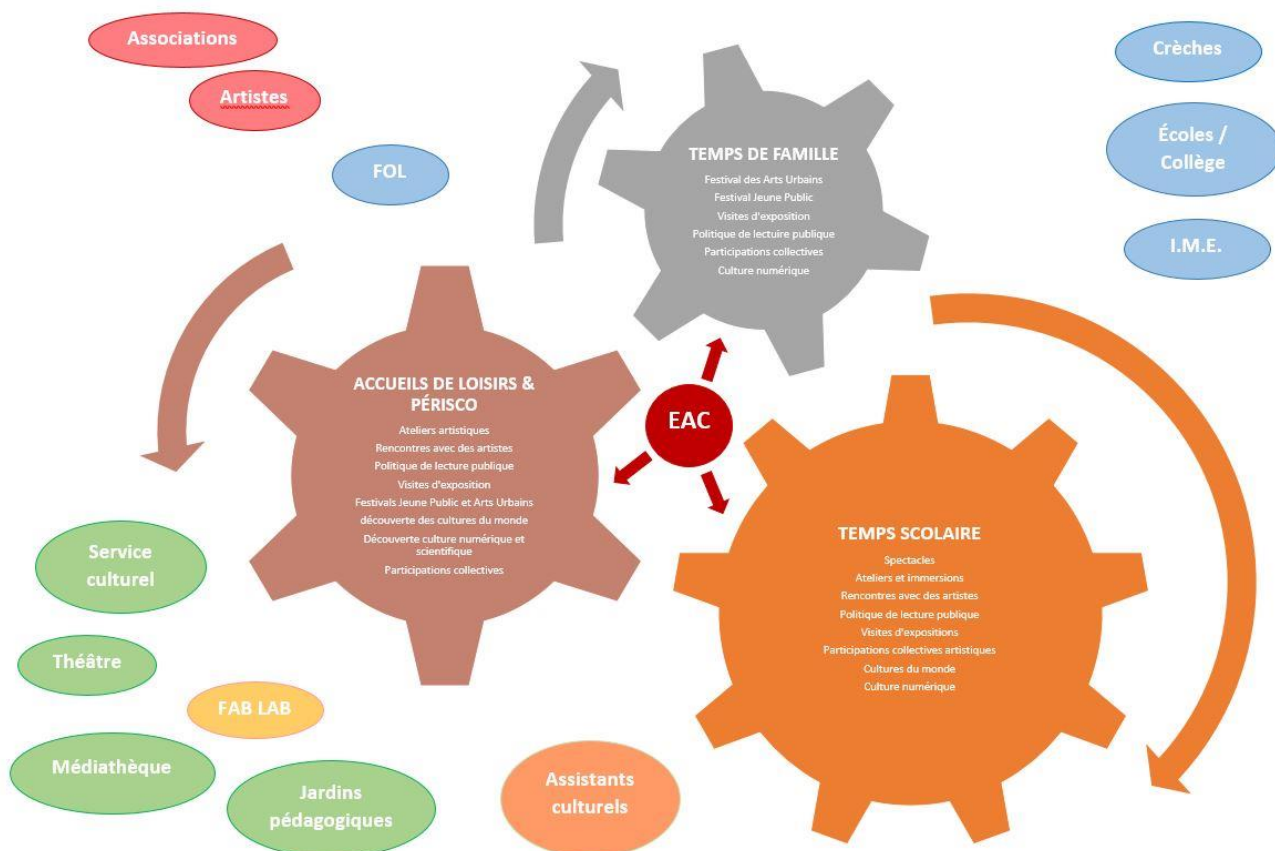 Associations
Artistes
FOL
Crèches
Écoles /
Collège
I.M.E.
TEMPS DE FAMILLE
Festival des Arts Urbains
Festival Jeune Public
Visites d'exposition
Politique de lectuire publique
Participations collectives
Culture numérique
EAC
ACCUEILS DE LOISIRS &
PÉRISCO
Ateliers artistiques
Rencontres avec des artistes
Politique de lecture publique
Visites d'exposition
Festivals Jeune Public et Arts Urbains
découverte des cultures du monde
Découverte culture numérique et
scientifique
Participations collectives
TEMPS SCOLAIRE
Spectacles
Ateliers et immersions
Rencontres avec des artistes
Politique de lecture publique
Visites d'expositions
Participations collectives artistiques
Cultures du monde
Culture numérique
Service
culturel
Théâtre
FAB LAB
Médiathèque
Jardins
pédagogiques
Assistants
culturels